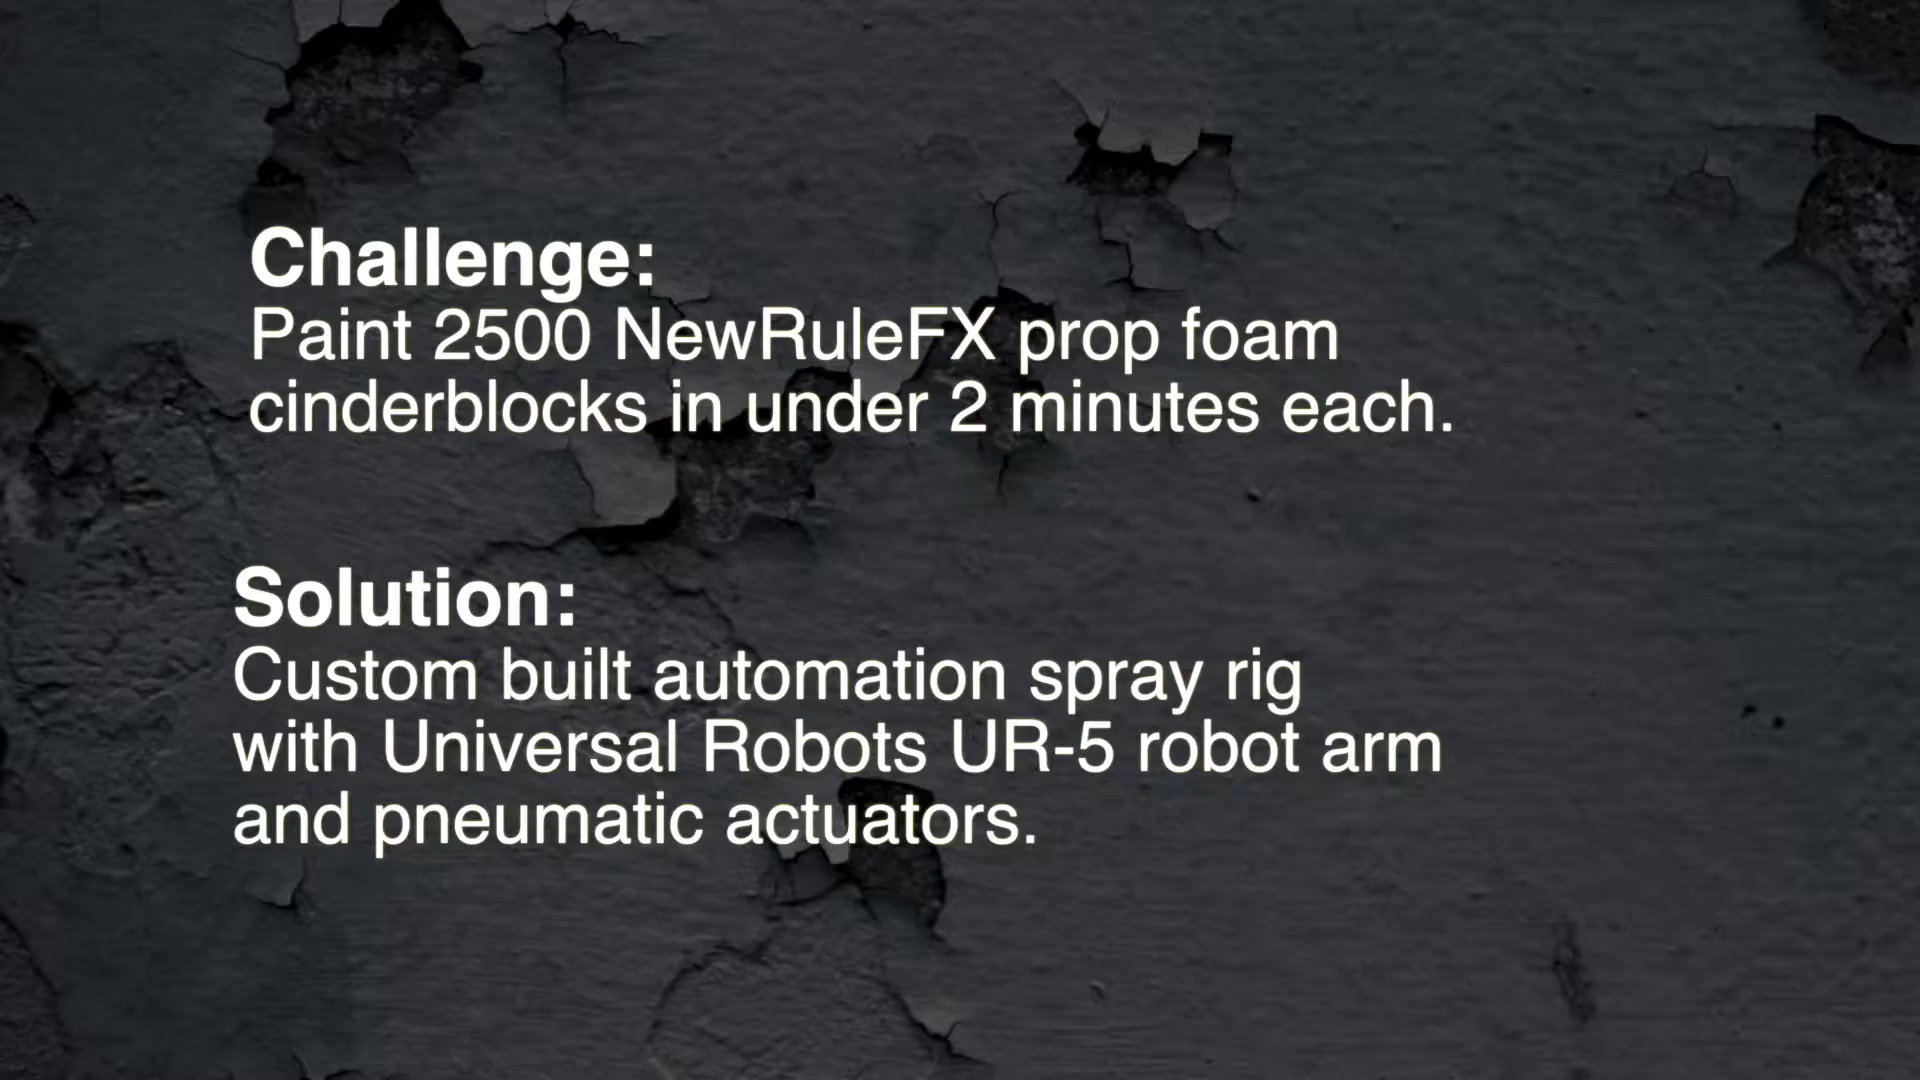 Challenge:
Paint 2500 NewRuleFX prop foam
cinderblocks in under 2 minutes each.
Solution:
Custom built automation spray rig
with Universal Robots UR-5 robot arm
and pneumatic actuators.